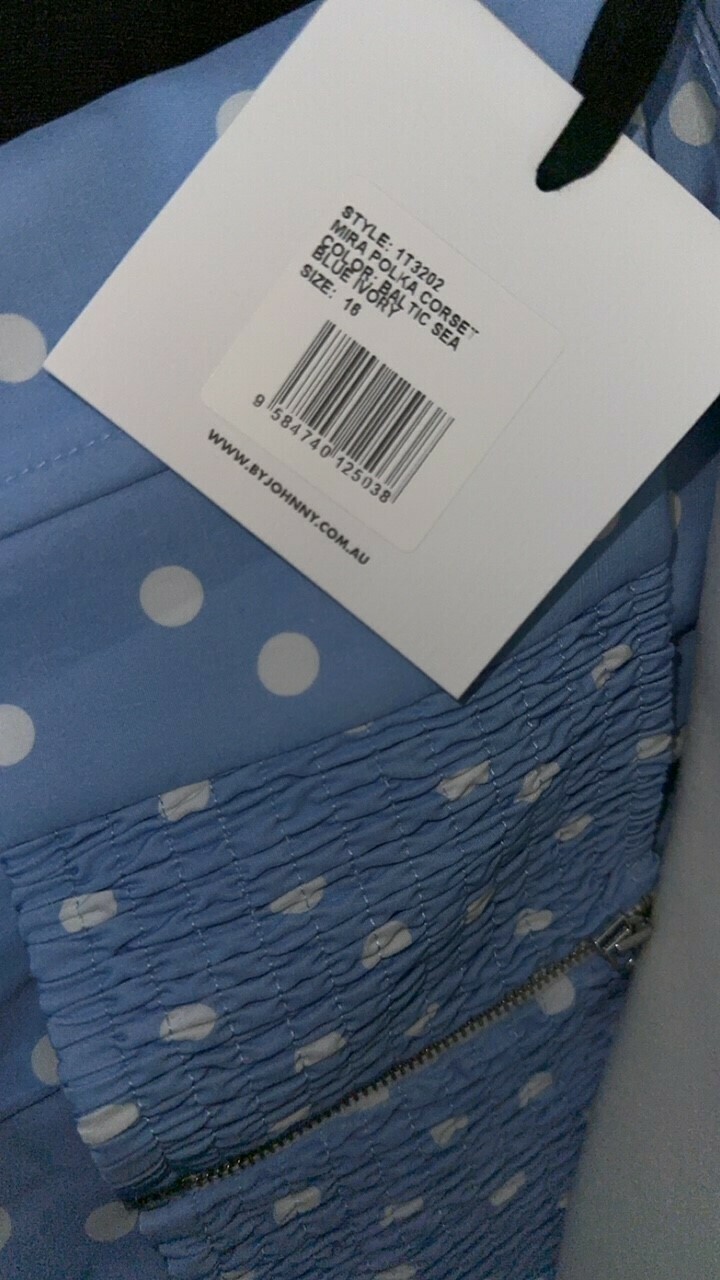 STYLE: 1T3202
MIRA POLKA CORSET
COLOR: BALTIC SEA
BLUE IVORY
SIZE: 16
9 584740 125038
WWW.BYJOHNNY.COM.AU